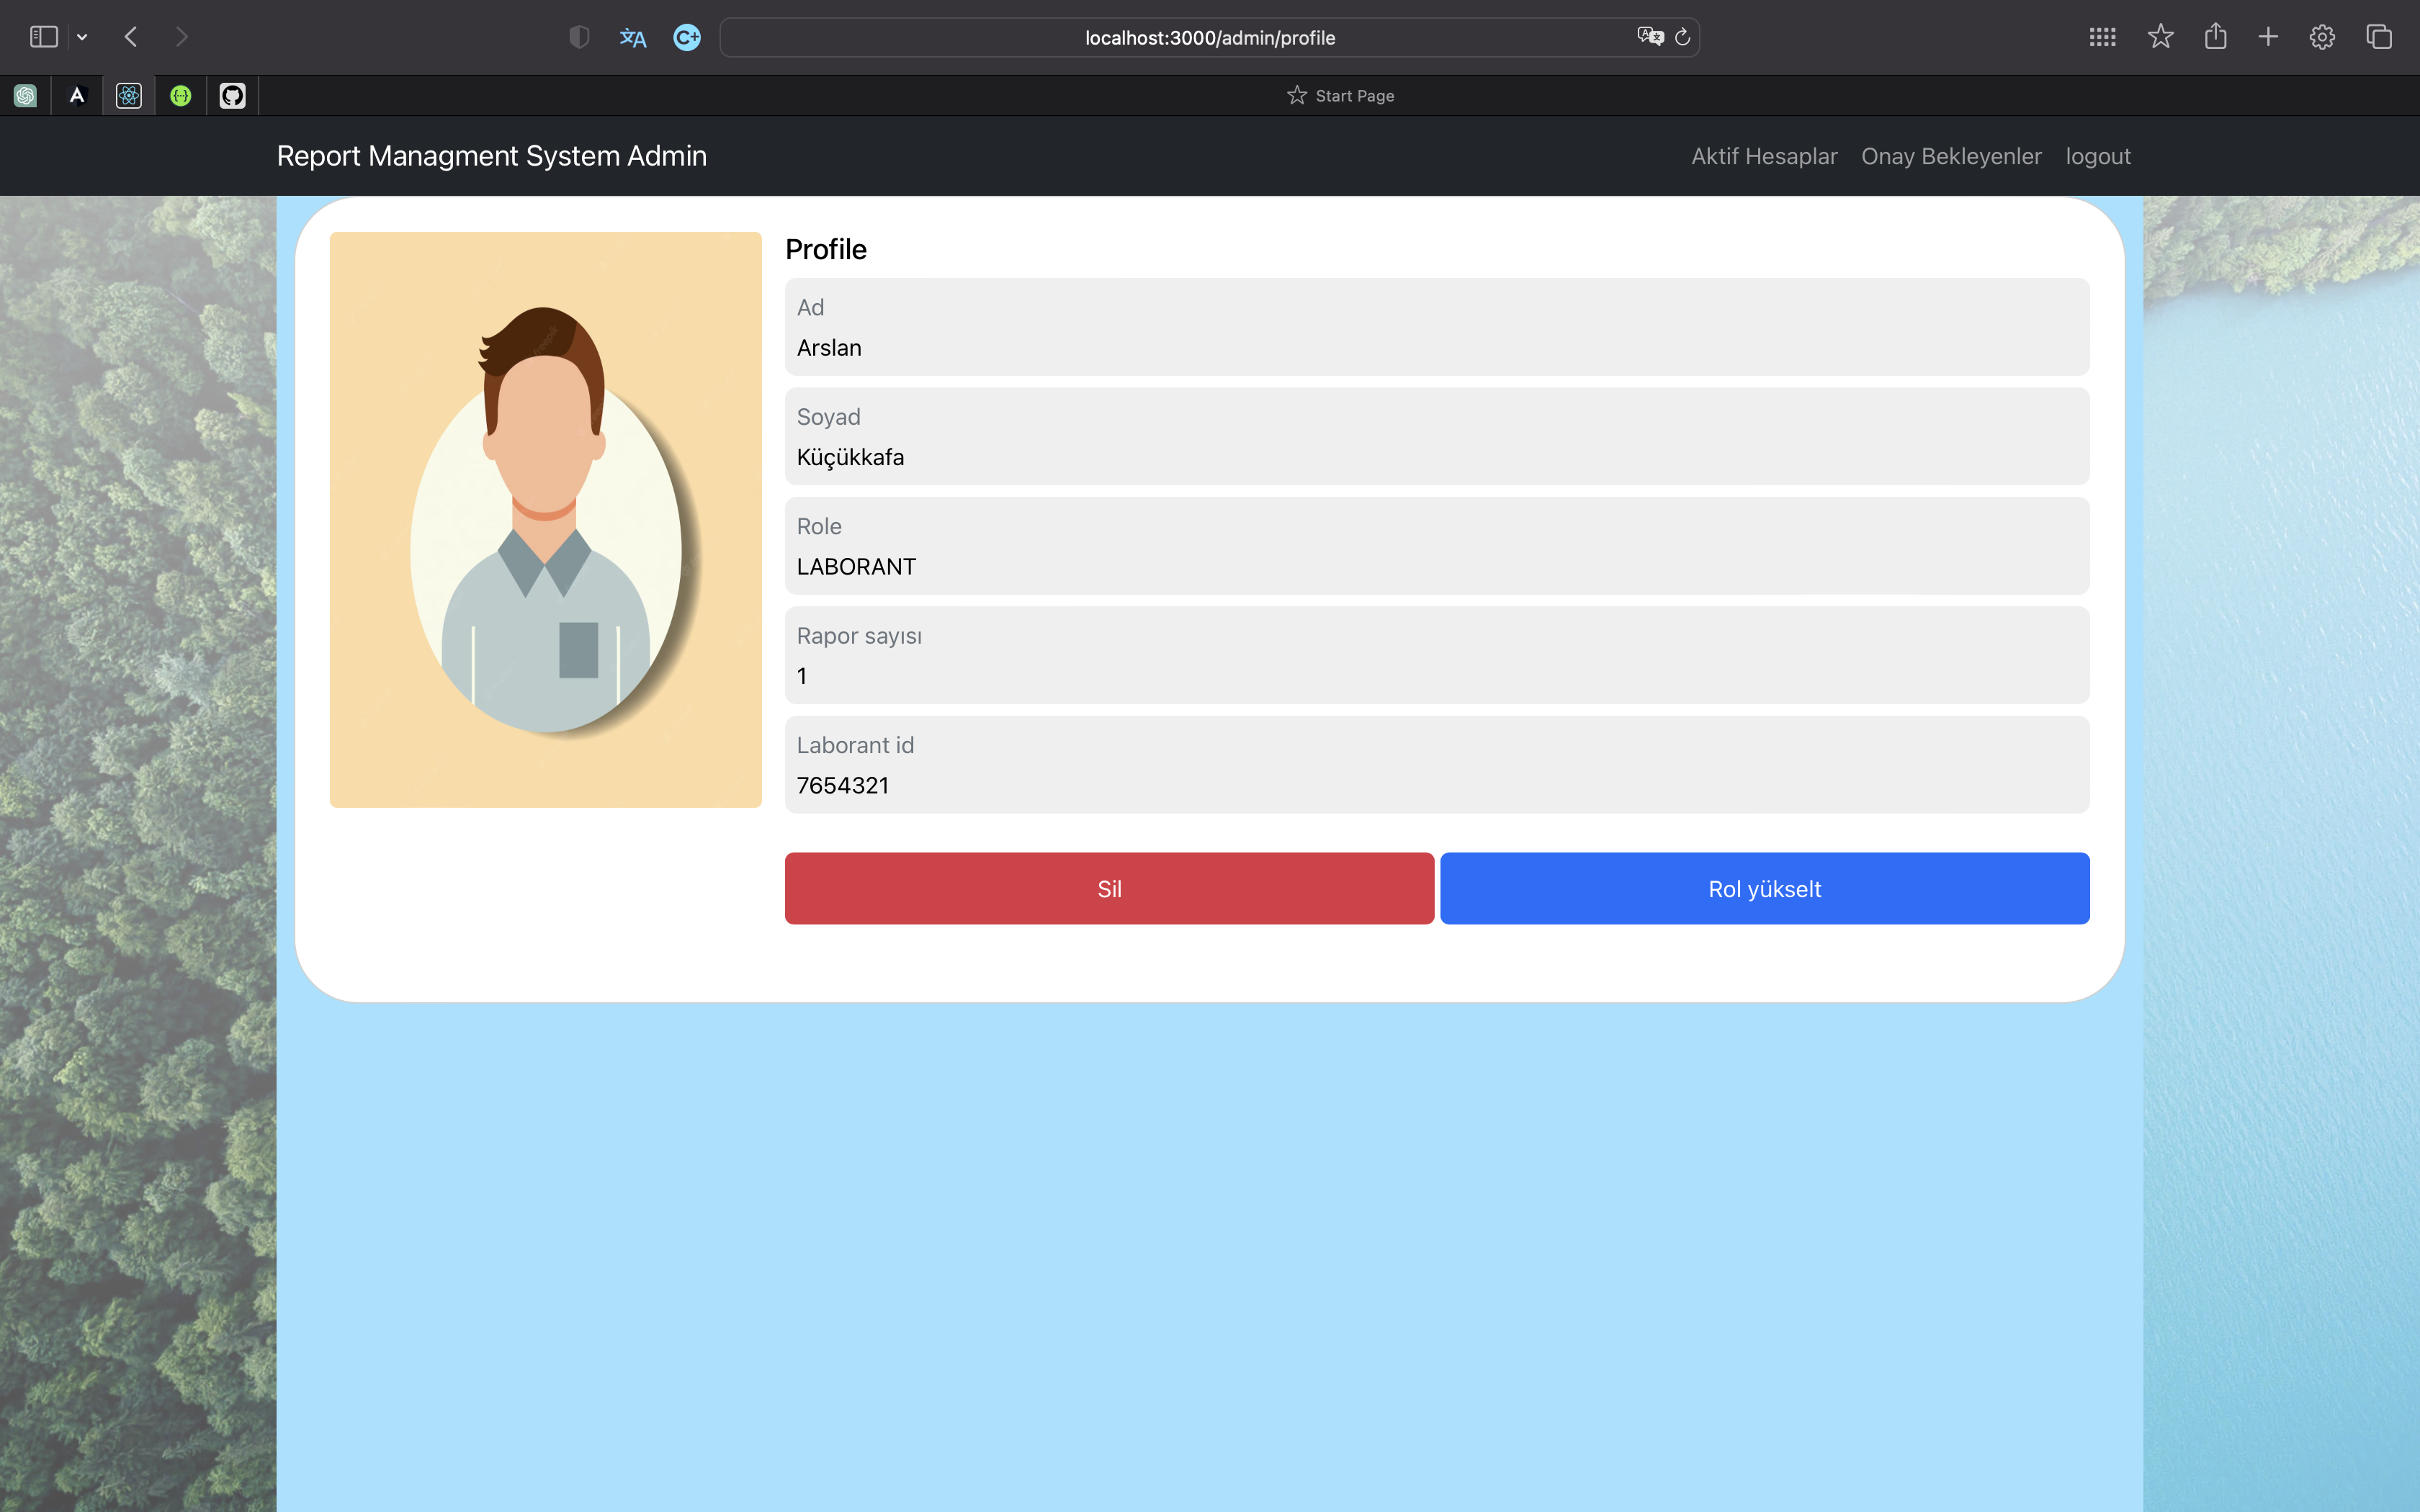 localhost:3000/admin/profile
Start Page
Report Managment System Admin
Aktif Hesaplar
Onay Bekleyenler
logout
Profile
Ad
Arslan
Soyad
Küçükkafa
Role
LABORANT
Rapor sayısı
1
Laborant id
7654321
Sil
Rol yükselt